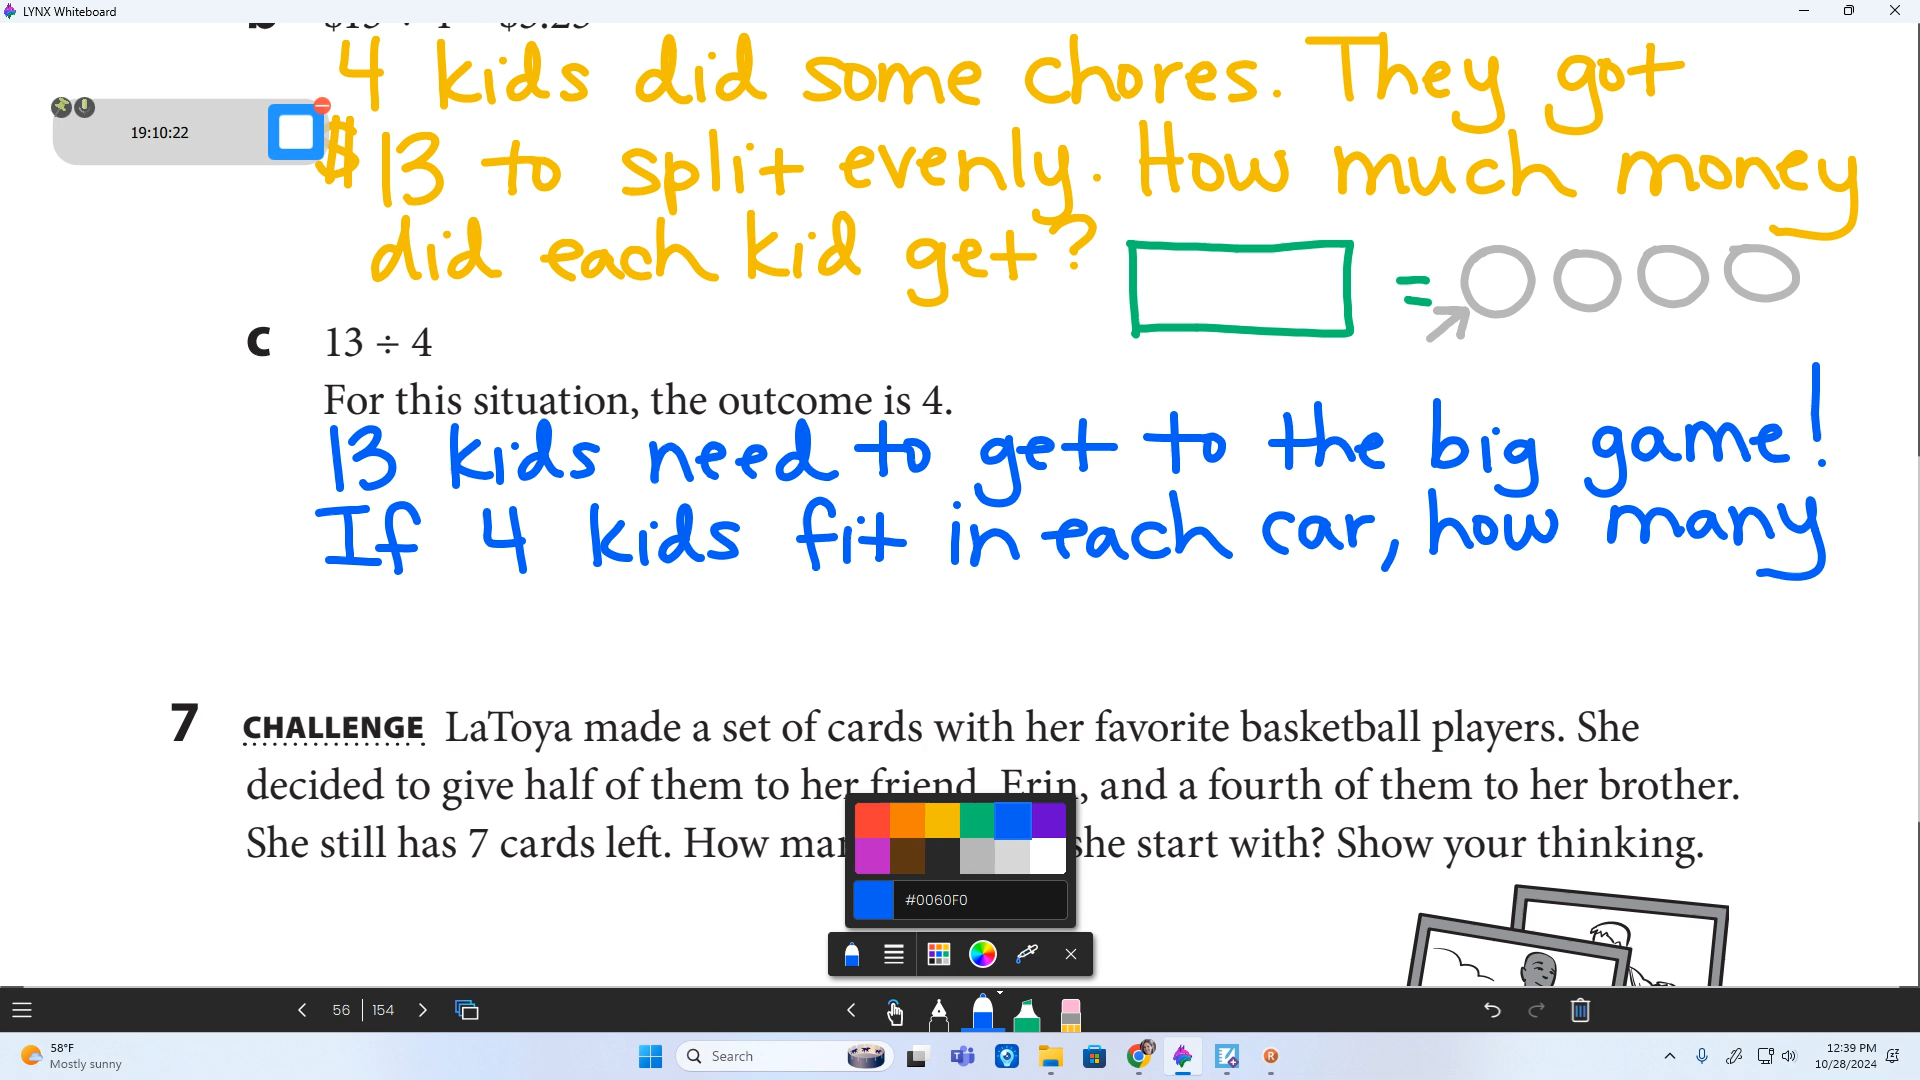 LYNX Whiteboard
4 kids did some chores. They got
19:10:22
$13 to split evenly. How much money
did each kid get?
=
C 13 ÷ 4
For this situation, the outcome is 4.
13 kids need to get to the big game!
If 4 kids fit in each car, how many
7 CHALLENGE LaToya made a set of cards with her favorite basketball players. She
decided to give half of them to her friend, Erin, and a fourth of them to her brother.
She still has 7 cards left. How she start with? Show your thinking.
#0060F0
56 154
58°F
Mostly sunny
Search
12:39 PM
10/28/2024